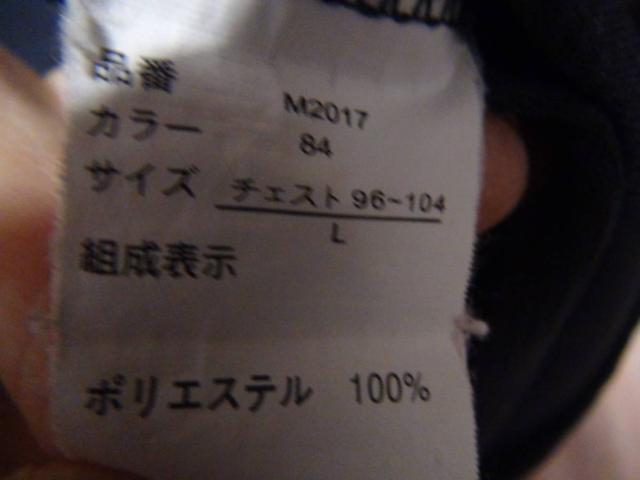 品番 M2017
カラー 84
サイズ チェスト 96~104
L
組成表示
ポリエステル 100%